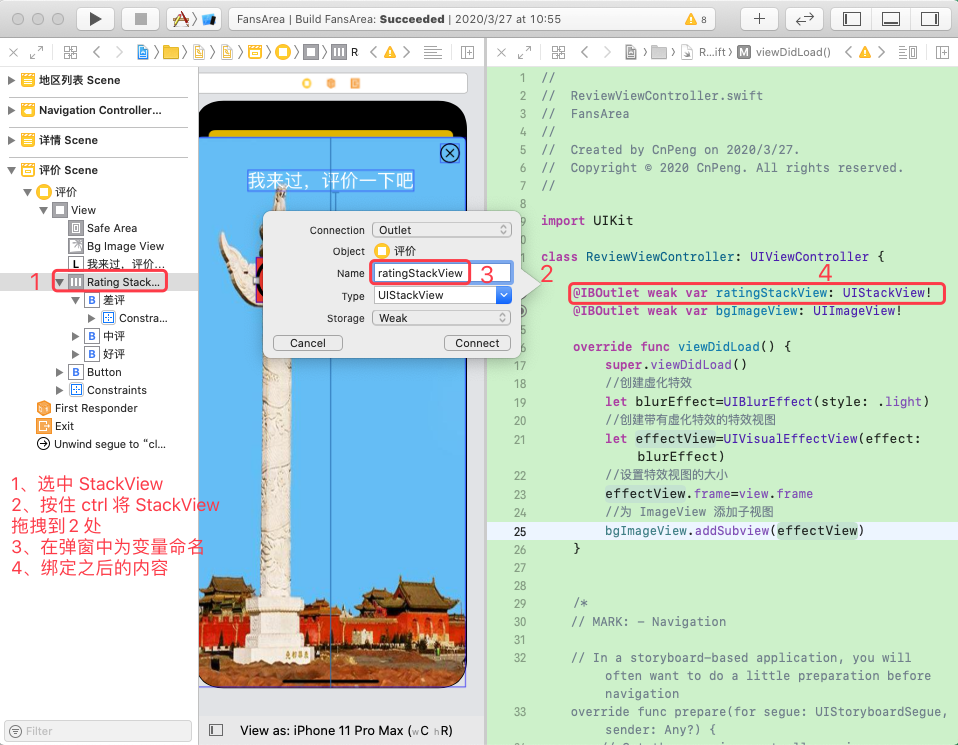 FansArea | Build FansArea: Succeeded | 2020/3/27 at 10:55
8
R
R...ift
M
viewDidLoad()
地区列表 Scene
Navigation Controller...
详情 Scene
评价 Scene
评价
View
Safe Area
Bg Image View
L 我来过，评价...
1
Rating Stack...
B 差评
Constra...
B 中评
B 好评
B Button
Constraints
First Responder
Exit
Unwind segue to “cl...
1、选中 StackView
2、按住 ctrl 将 StackView
拖拽到 2 处
3、在弹窗中为变量命名
4、绑定之后的内容
Filter
我来过，评价一下吧
Connection Outlet
Object 评价
Name ratingStackView 3
Type UIStackView
Storage Weak
Cancel Connect
2
4
View as: iPhone 11 Pro Max (wC hR)
1 //
2 // ReviewViewController.swift
3 // FansArea
4 //
5 // Created by CnPeng on 2020/3/27.
6 // Copyright © 2020 CnPeng. All rights reserved.
7 //
8
9 import UIKit
0
1 class ReviewViewController: UIViewController {
@IBOutlet weak var ratingStackView: UIStackView!
@IBOutlet weak var bgImageView: UIImageView!
5
6 override func viewDidLoad() {
17 super.viewDidLoad()
18 //创建虚化特效
19 let blurEffect=UIBlurEffect(style: .light)
20 //创建带有虚化特效的特效视图
21 let effectView=UIVisualEffectView(effect:
blurEffect)
22 //设置特效视图的大小
23 effectView.frame=view.frame
24 //为 ImageView 添加子视图
25 bgImageView.addSubview(effectView)
26 }
27
28
29 /*
30 // MARK: - Navigation
31
32 // In a storyboard-based application, you will
often want to do a little preparation before
navigation
33 override func prepare(for segue: UIStoryboardSegue,
sender: Any?) {